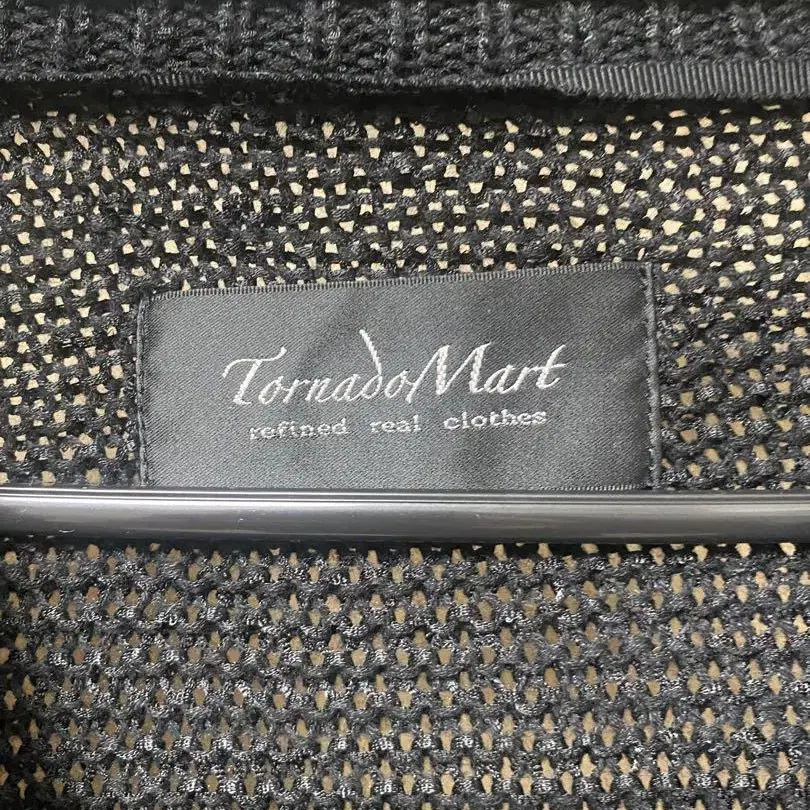 TornadoMart
refined real clothes